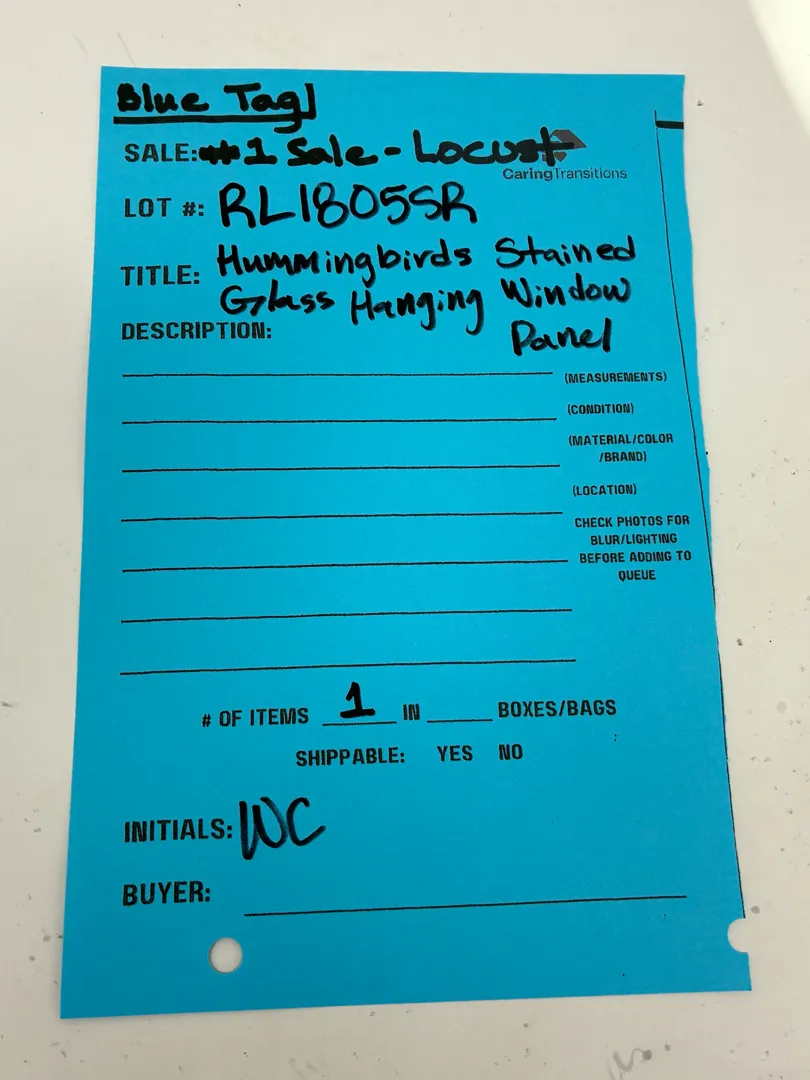 Blue Tag
SALE: #1 Sale - Locust
CaringTransitions
LOT #: RL1805SR
TITLE: Hummingbirds Stained
Glass Hanging Window
Panel
DESCRIPTION:
(MEASUREMENTS)
(CONDITION)
(MATERIAL/COLOR
/BRAND)
(LOCATION)
CHECK PHOTOS FOR
BLUR/LIGHTING
BEFORE ADDING TO
QUEUE
# OF ITEMS 1 IN BOXES/BAGS
SHIPPABLE: YES NO
INITIALS: WC
BUYER: